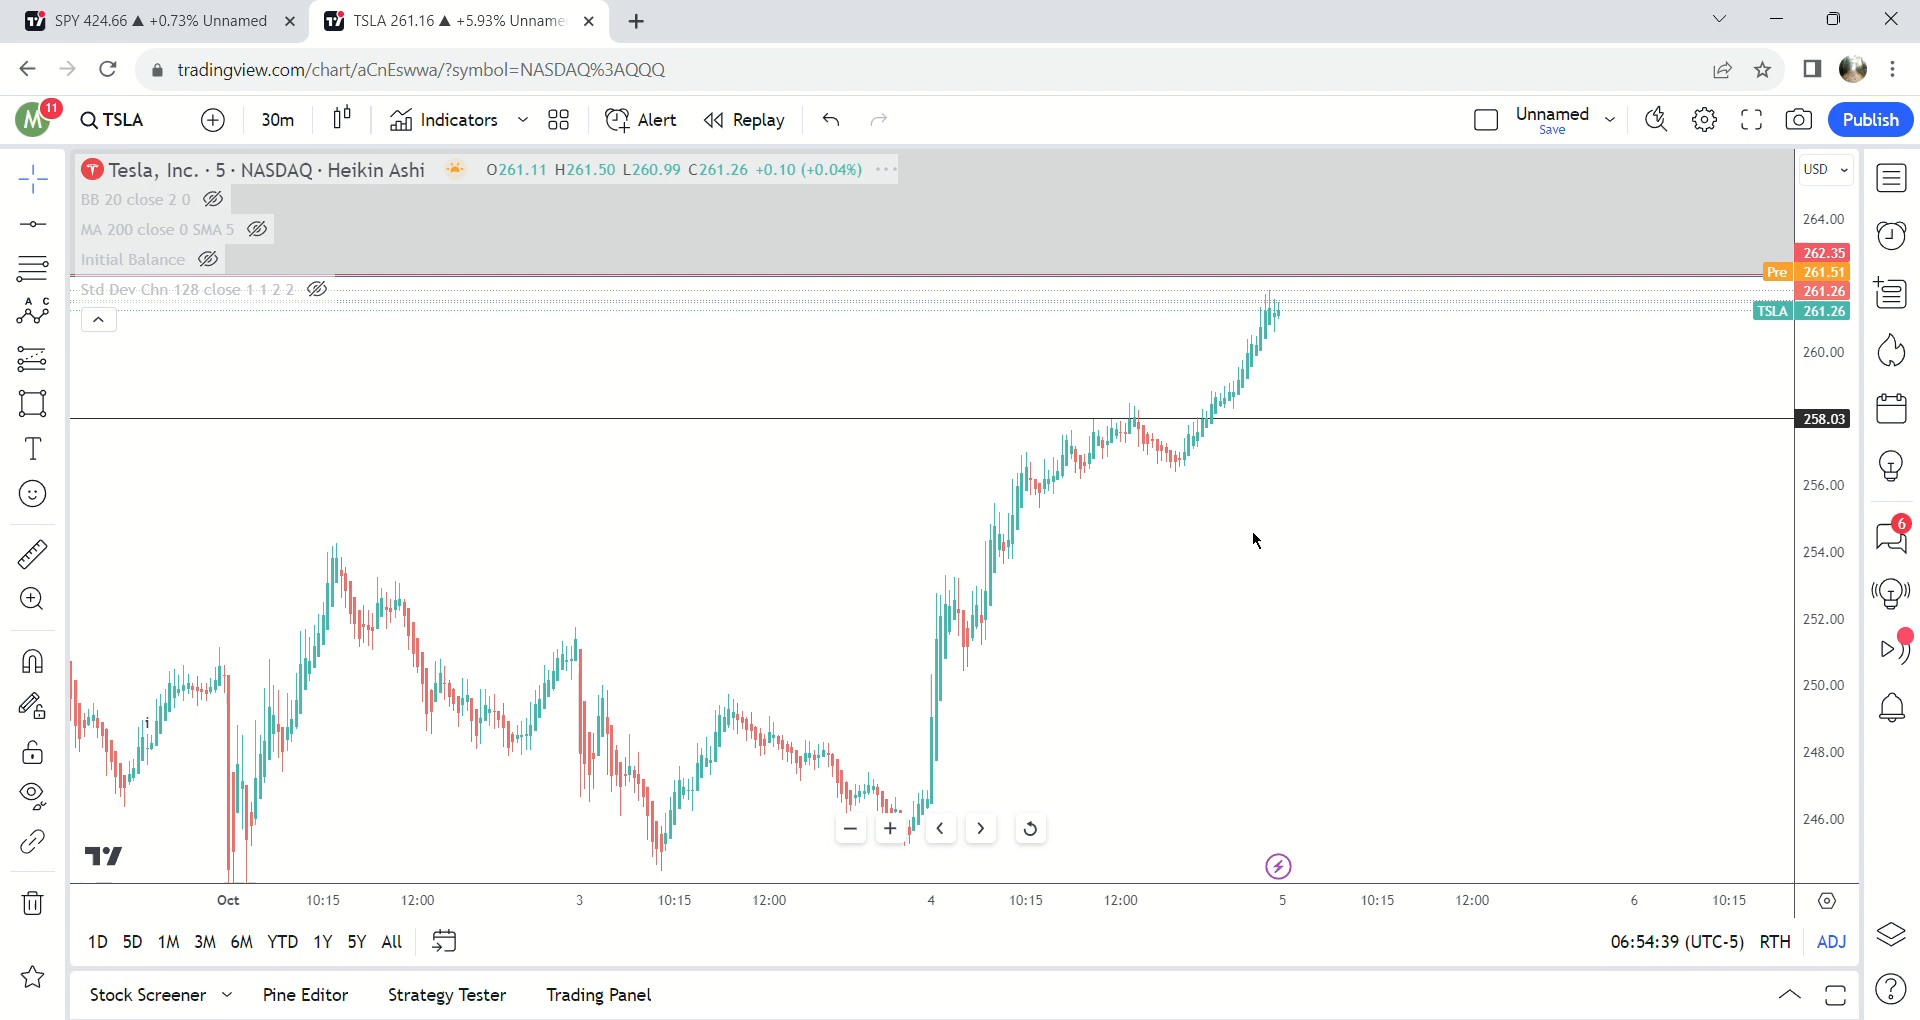 SPY 424.66 ▲ +0.73% Unnamed
TSLA 261.16 ▲ +5.93% Unname
tradingview.com/chart/aCnEswwa/?symbol=NASDAQ%3AQQQ
M
11
TSLA
30m
Indicators
Alert
Replay
Unnamed
Save
Publish
Tesla, Inc. · 5 · NASDAQ · Heikin Ashi
O261.11 H261.50 L260.99 C261.26 +0.10 (+0.04%)
BB 20 close 2 0
MA 200 close 0 SMA 5
Initial Balance
Std Dev Chn 128 close 1 1 2 2
USD
264.00
262.35
Pre 261.51
261.26
TSLA 261.26
260.00
258.03
256.00
254.00
252.00
250.00
248.00
246.00
A C
T
i
6
Oct 10:15 12:00 3 10:15 12:00 4 10:15 12:00 5 10:15 12:00 6 10:15
1D 5D 1M 3M 6M YTD 1Y 5Y All
06:54:39 (UTC-5) RTH ADJ
Stock Screener Pine Editor Strategy Tester Trading Panel